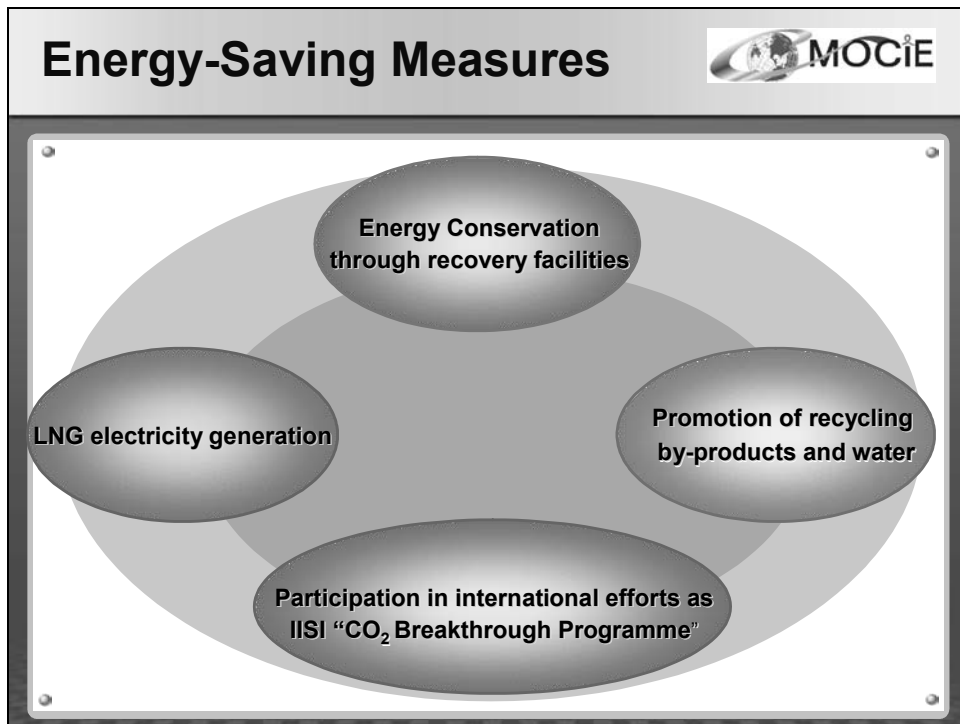 Energy-Saving Measures
MOCiE
Energy Conservation
through recovery facilities
LNG electricity generation
Promotion of recycling
by-products and water
Participation in international efforts as
IISI “CO₂ Breakthrough Programme”